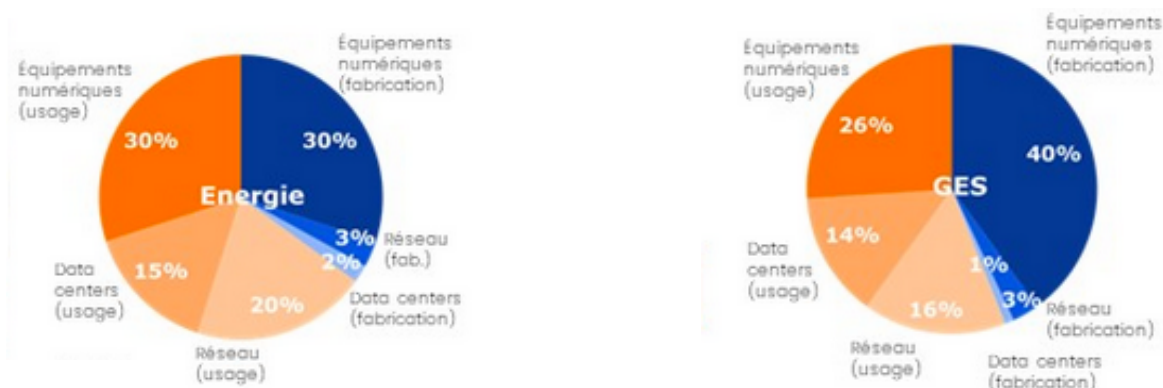 Équipements
numériques
(fabrication)
Équipements
numériques
(usage)
30%
30%
Energie
3%
Réseau
(fab.)
2%
Data
centers
(usage)
15%
20%
Data centers
(fabrication)
Réseau
(usage)
Équipements
numériques
(fabrication)
Équipements
numériques
(usage)
26%
40%
GES
14%
Data
centers
(usage)
1%
3%
16%
Réseau
(fabrication)
Réseau
(usage)
Data centers
(fabrication)